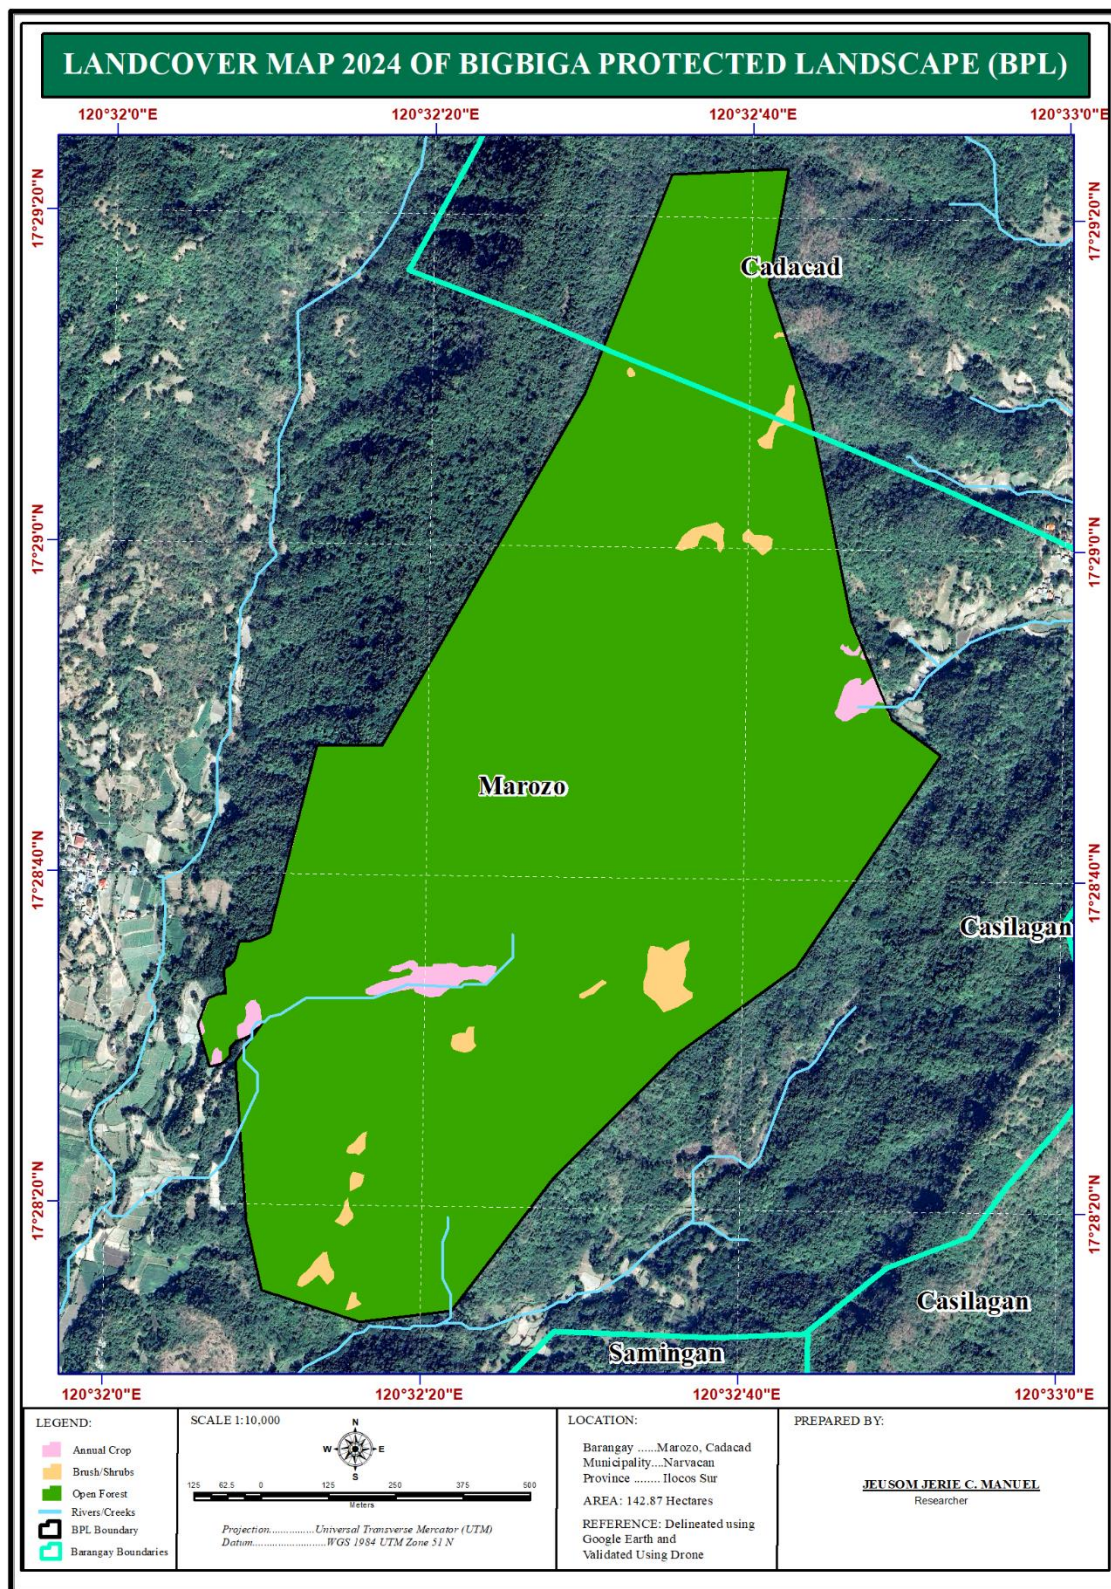 LANDCOVER MAP 2024 OF BIGBIGA PROTECTED LANDSCAPE (BPL)
120°32'0"E 120°32'20"E 120°32'40"E 120°33'0"E
17°29'20"N 17°29'20"N
Cadacad
17°29'0"N 17°29'0"N
Marozo
17°28'40"N 17°28'40"N
Casilagan
17°28'20"N 17°28'20"N
Casilagan
Samingan
120°32'0"E 120°32'20"E 120°32'40"E 120°33'0"E
LEGEND:
Annual Crop
Brush/Shrubs
Open Forest
Rivers/Creeks
BPL Boundary
Barangay Boundaries
SCALE 1:10,000
N
W E
S
125 62.5 0 125 250 375 500
Meters
Projection...............Universal Transverse Mercator (UTM)
Datum..........................WGS 1984 UTM Zone 51 N
LOCATION:
Barangay ......Marozo, Cadacad
Municipality....Narvacan
Province ........ Ilocos Sur
AREA: 142.87 Hectares
REFERENCE: Delineated using
Google Earth and
Validated Using Drone
PREPARED BY:
JEUSOM JERIE C. MANUEL
Researcher